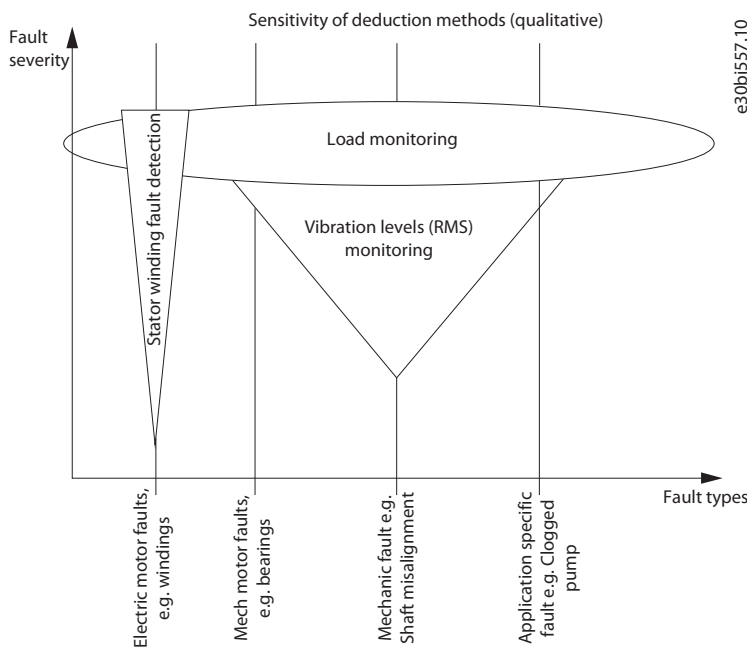 Sensitivity of deduction methods (qualitative)
Fault
severity
e30bi557.10
Load monitoring
Stator winding fault detection
Vibration levels (RMS)
monitoring
Fault types
Electric motor faults,
e.g. windings
Mech motor faults,
e.g. bearings
Mechanic fault e.g.
Shaft misalignment
Application specific
fault e.g. Clogged
pump